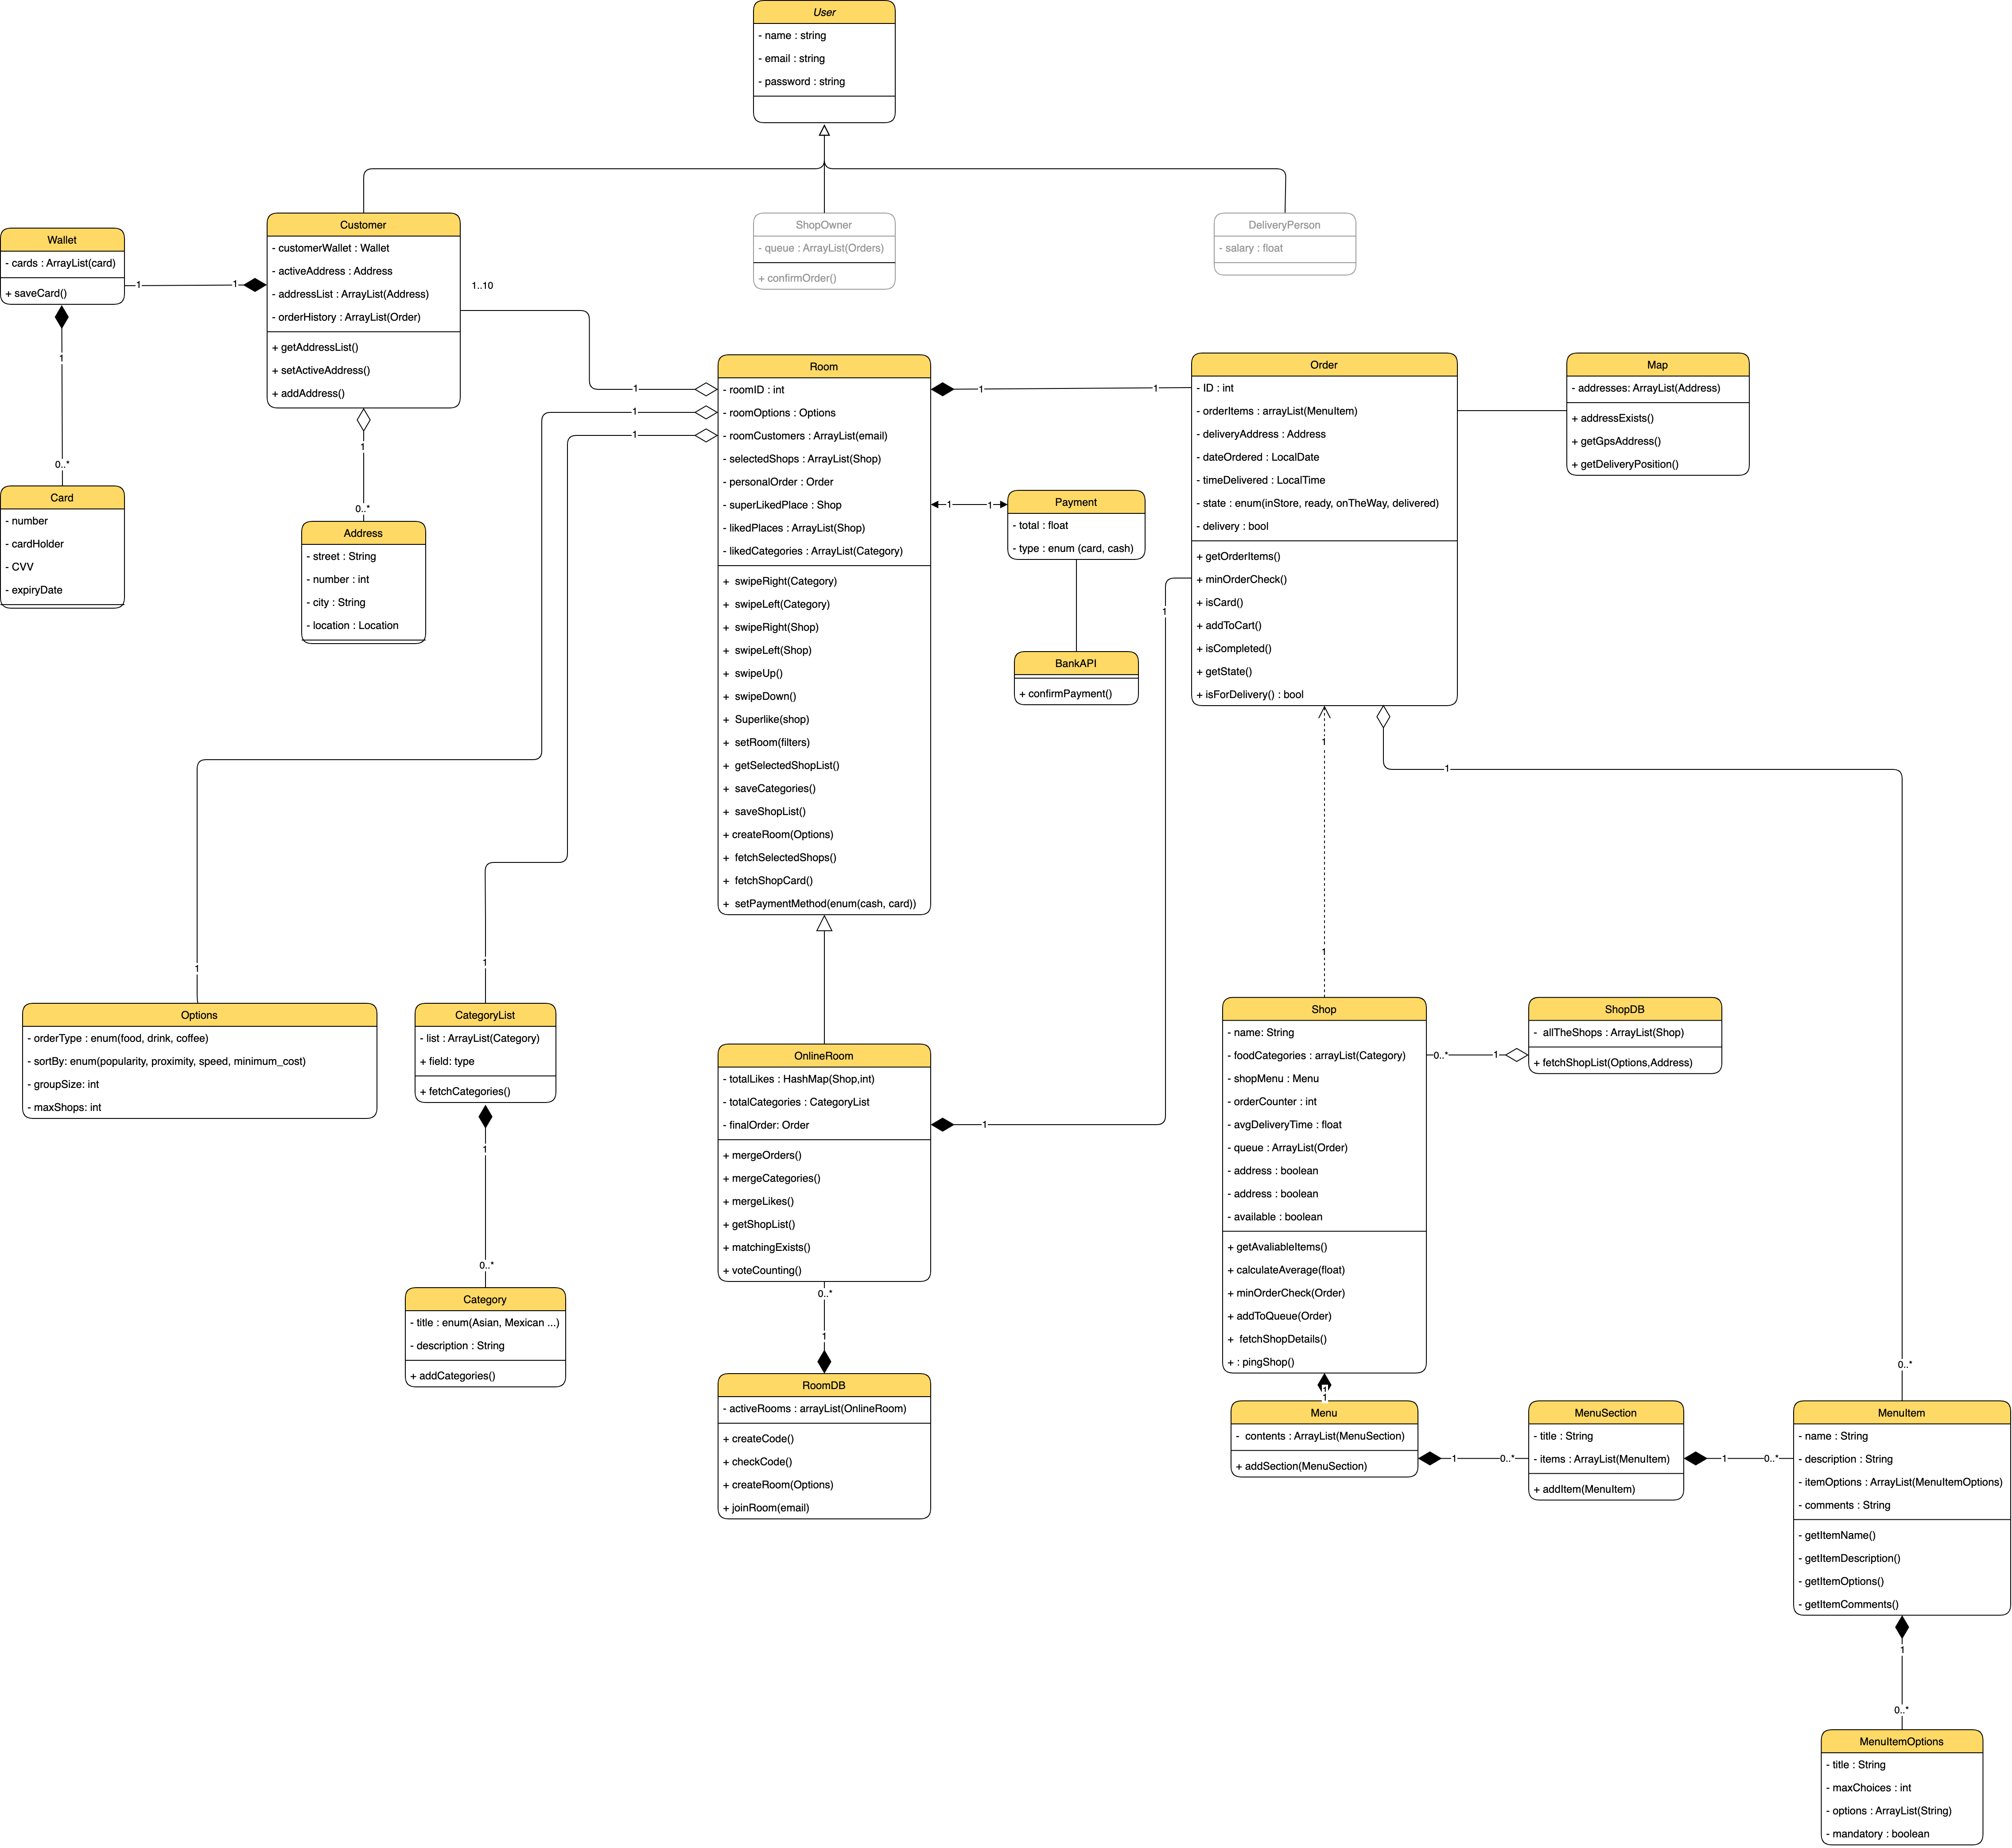 User
- name : string
- email : string
- password : string
Wallet
- cards : ArrayList(card)
+ saveCard()
1
1
Customer
- customerWallet : Wallet
- activeAddress : Address
- addressList : ArrayList(Address)
- orderHistory : ArrayList(Order)
+ getAddressList()
+ setActiveAddress()
+ addAddress()
1..10
ShopOwner
- queue : ArrayList(Orders)
+ confirmOrder()
DeliveryPerson
- salary : float
1
0..*
Card
- number
- cardHolder
- CVV
- expiryDate
1
0..*
Address
- street : String
- number : int
- city : String
- location : Location
1
1
1
Room
- roomID : int
- roomOptions : Options
- roomCustomers : ArrayList(email)
- selectedShops : ArrayList(Shop)
- personalOrder : Order
- superLikedPlace : Shop
- likedPlaces : ArrayList(Shop)
- likedCategories : ArrayList(Category)
+ swipeRight(Category)
+ swipeLeft(Category)
+ swipeRight(Shop)
+ swipeLeft(Shop)
+ swipeUp()
+ swipeDown()
+ Superlike(shop)
+ setRoom(filters)
+ getSelectedShopList()
+ saveCategories()
+ saveShopList()
+ createRoom(Options)
+ fetchSelectedShops()
+ fetchShopCard()
+ setPaymentMethod(enum(cash, card))
1
1
1
1
Payment
- total : float
- type : enum (card, cash)
BankAPI
+ confirmPayment()
1
Order
- ID : int
- orderItems : arrayList(MenuItem)
- deliveryAddress : Address
- dateOrdered : LocalDate
- timeDelivered : LocalTime
- state : enum(inStore, ready, onTheWay, delivered)
- delivery : bool
+ getOrderItems()
+ minOrderCheck()
+ isCard()
+ addToCart()
+ isCompleted()
+ getState()
+ isForDelivery() : bool
Map
- addresses: ArrayList(Address)
+ addressExists()
+ getGpsAddress()
+ getDeliveryPosition()
1
1
1
1
1
Options
- orderType : enum(food, drink, coffee)
- sortBy: enum(popularity, proximity, speed, minimum_cost)
- groupSize: int
- maxShops: int
CategoryList
- list : ArrayList(Category)
+ field: type
+ fetchCategories()
1
0..*
Category
- title : enum(Asian, Mexican ...)
- description : String
+ addCategories()
OnlineRoom
- totalLikes : HashMap(Shop,int)
- totalCategories : CategoryList
- finalOrder: Order
+ mergeOrders()
+ mergeCategories()
+ mergeLikes()
+ getShopList()
+ matchingExists()
+ voteCounting()
1
0..*
1
RoomDB
- activeRooms : arrayList(OnlineRoom)
+ createCode()
+ checkCode()
+ createRoom(Options)
+ joinRoom(email)
Shop
- name: String
- foodCategories : arrayList(Category)
- shopMenu : Menu
- orderCounter : int
- avgDeliveryTime : float
- queue : ArrayList(Order)
- address : boolean
- address : boolean
- available : boolean
+ getAvaliableItems()
+ calculateAverage(float)
+ minOrderCheck(Order)
+ addToQueue(Order)
+ fetchShopDetails()
+ : pingShop()
0..*
1
ShopDB
- allTheShops : ArrayList(Shop)
+ fetchShopList(Options,Address)
1
1
Menu
- contents : ArrayList(MenuSection)
+ addSection(MenuSection)
1
0..*
MenuSection
- title : String
- items : ArrayList(MenuItem)
+ addItem(MenuItem)
1
0..*
0..*
MenuItem
- name : String
- description : String
- itemOptions : ArrayList(MenuItemOptions)
- comments : String
- getItemName()
- getItemDescription()
- getItemOptions()
- getItemComments()
1
0..*
MenuItemOptions
- title : String
- maxChoices : int
- options : ArrayList(String)
- mandatory : boolean